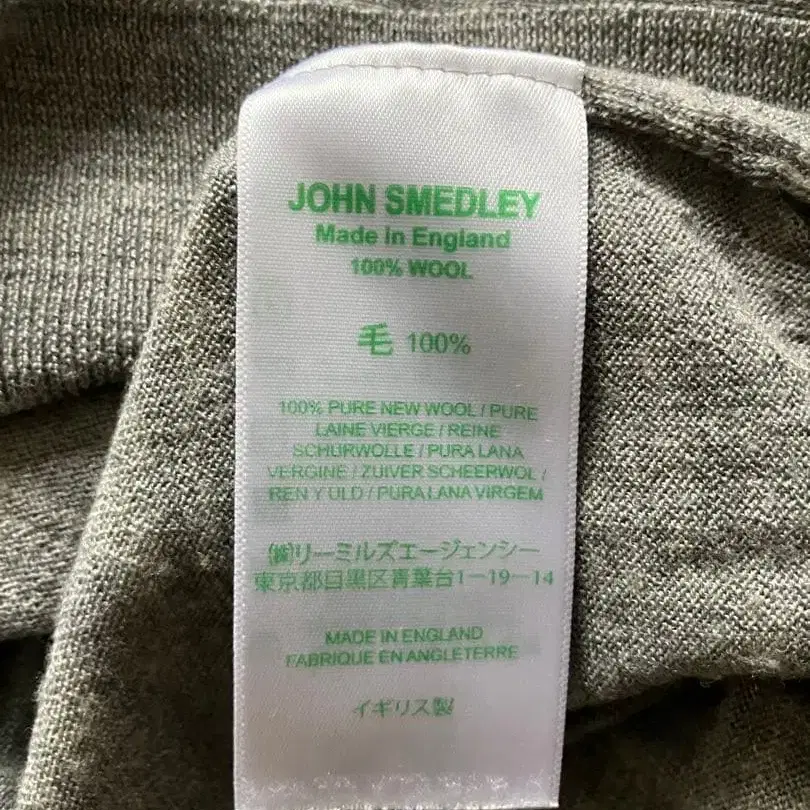 JOHN SMEDLEY
Made in England
100% WOOL
毛 100%
100% PURE NEW WOOL / PURE
LAINE VIERGE / REINE
SCHURWOLLE / PURA LANA
VERGINE / ZUIVER SCHEERWOL /
REN Y ULD / PURA LANA VIRGEM
(株)リーミルズエージェンシー
東京都目黒区青葉台1-19-14
MADE IN ENGLAND
FABRIQUE EN ANGLETERRE
イギリス製